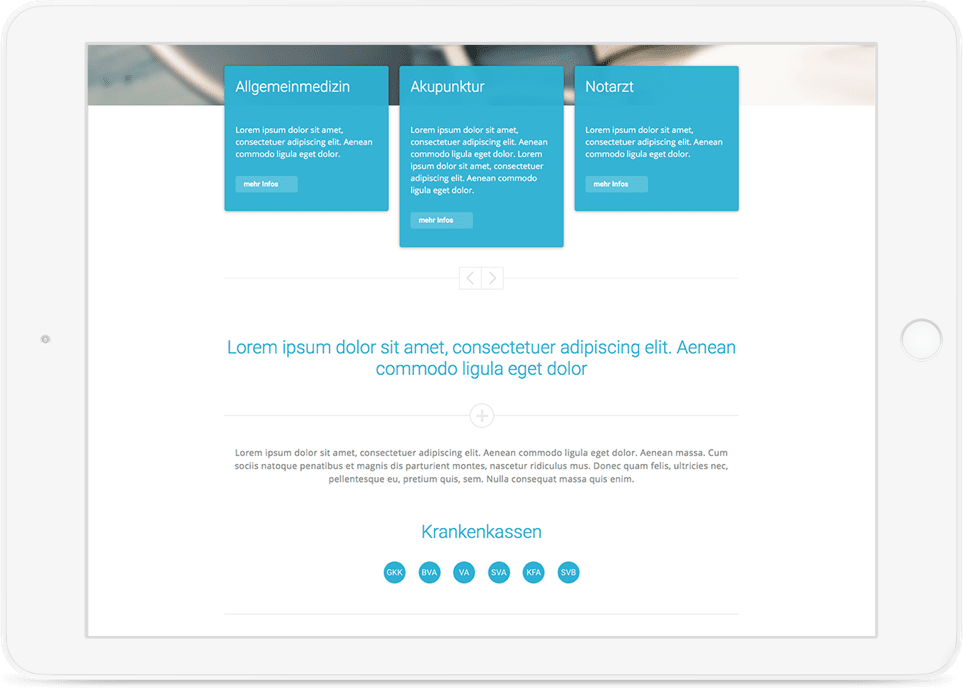 Allgemeinmedizin
Lorem ipsum dolor sit amet,
consectetuer adipiscing elit. Aenean
commodo ligula eget dolor.
mehr Infos
Akupunktur
Lorem ipsum dolor sit amet,
consectetuer adipiscing elit. Aenean
commodo ligula eget dolor. Lorem
ipsum dolor sit amet, consectetuer
adipiscing elit. Aenean commodo
ligula eget dolor.
mehr Infos
Notarzt
Lorem ipsum dolor sit amet,
consectetuer adipiscing elit. Aenean
commodo ligula eget dolor.
mehr Infos
Lorem ipsum dolor sit amet, consectetuer adipiscing elit. Aenean
commodo ligula eget dolor
Lorem ipsum dolor sit amet, consectetuer adipiscing elit. Aenean commodo ligula eget dolor. Aenean massa. Cum
sociis natoque penatibus et magnis dis parturient montes, nascetur ridiculus mus. Donec quam felis, ultricies nec,
pellentesque eu, pretium quis, sem. Nulla consequat massa quis enim.
Krankenkassen
GKK BVA VA SVA KFA SVB